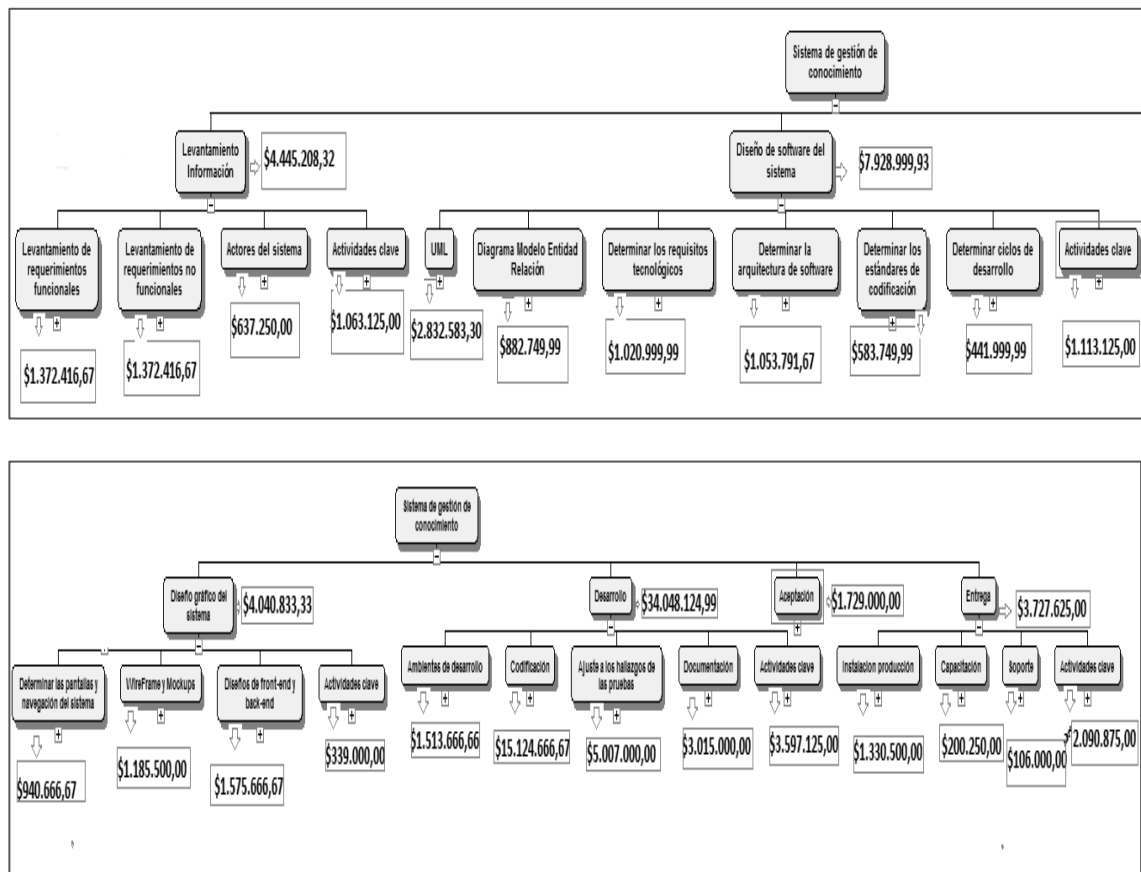 Sistema de gestión de
conocimiento
Levantamiento
Información
$4.445.208,32
Diseño de software del
sistema
$7.928.999,93
Levantamiento de
requerimientos
funcionales
$1.372.416,67
Levantamiento de
requerimientos no
funcionales
$1.372.416,67
Actores del sistema
$637.250,00
Actividades clave
$1.063.125,00
UML
$2.832.583,30
Diagrama Modelo Entidad
Relación
$882.749,99
Determinar los requisitos
tecnológicos
$1.020.999,99
Determinar la
arquitectura de software
$1.053.791,67
Determinar los
estándares de
codificación
$583.749,99
Determinar ciclos de
desarrollo
$441.999,99
Actividades clave
$1.113.125,00
Sistema de gestión de
conocimiento
Diseño gráfico del
sistema
$4.040.833,33
Desarrollo
$34.048.124,99
Aceptación
$1.729.000,00
Entrega
$3.727.625,00
Determinar las pantallas y
navegación del sistema
$940.666,67
WireFrame y Mockups
$1.185.500,00
Diseños de front-end y
back-end
$1.575.666,67
Actividades clave
$339.000,00
Ambientes de desarrollo
$1.513.666,66
Codificación
$15.124.666,67
Ajuste a los hallazgos de
las pruebas
$5.007.000,00
Documentación
$3.015.000,00
Actividades clave
$3.597.125,00
Instalacion producción
$1.330.500,00
Capacitación
$200.250,00
Soporte
$106.000,00
Actividades clave
$2.090.875,00